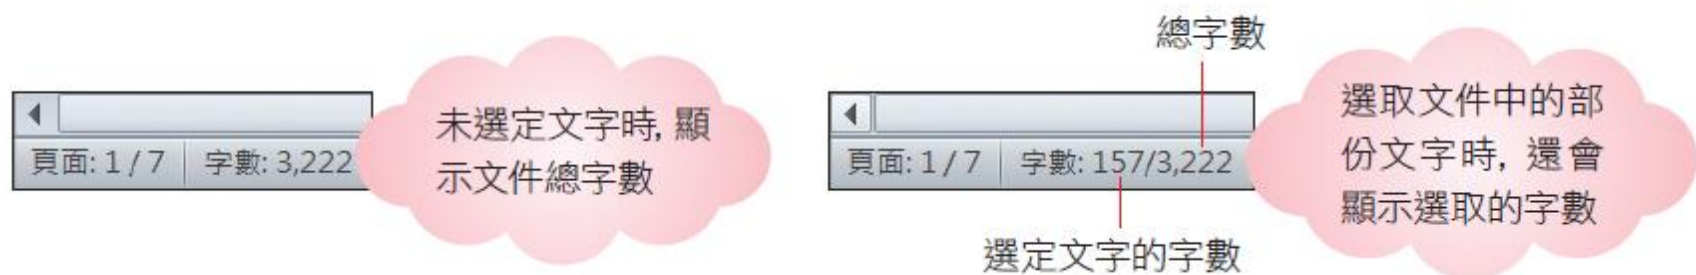 頁面: 1 / 7 字數: 3,222
未選定文字時, 顯
示文件總字數
總字數
頁面: 1 / 7 字數: 157/3,222
選定文字的字數
選取文件中的部
份文字時, 還會
顯示選取的字數